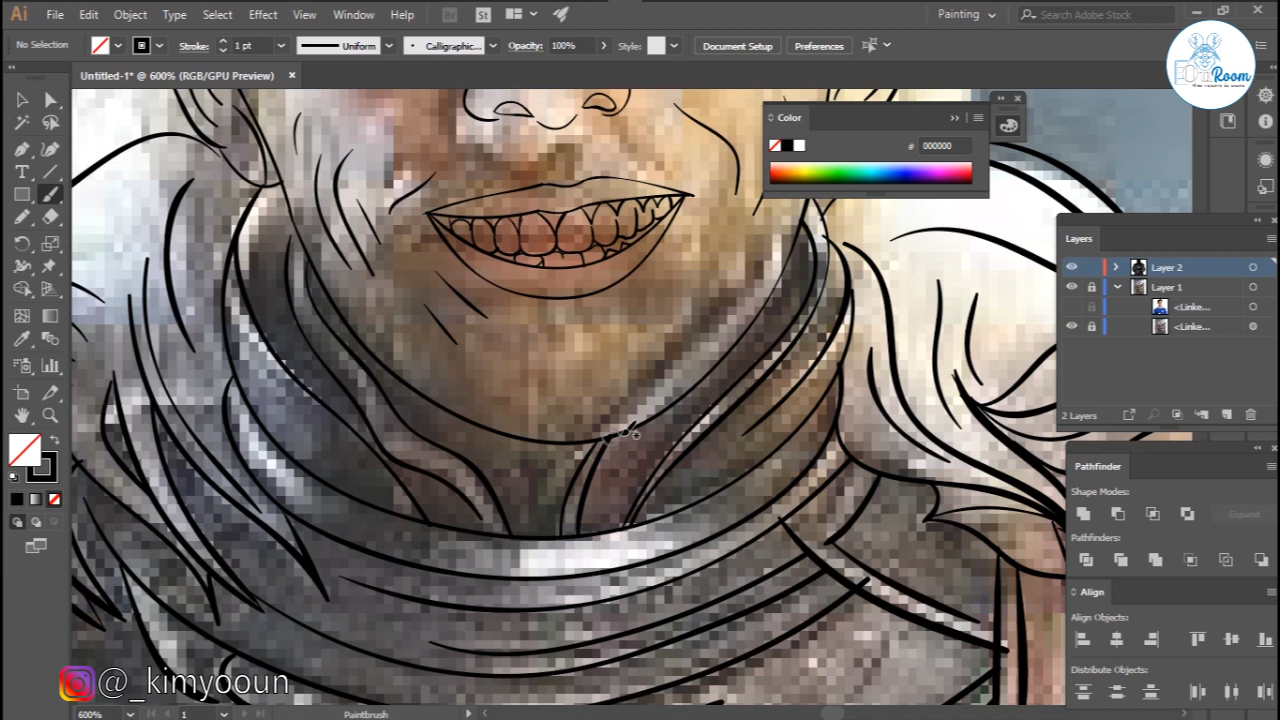 Ai File Edit Object Type Select Effect View Window Help Br St Painting Search Adobe Stock
No Selection Stroke: 1 pt Uniform Calligraphic... Opacity: 100% Style: Document Setup Preferences
Untitled-1* @ 600% (RGB/GPU Preview)
Room
Color
# 000000
Layers
Layer 2
Layer 1
<Linke...
<Linke...
2 Layers
Pathfinder
Shape Modes:
Expand
Pathfinders:
Align
Align Objects:
Distribute Objects:
@_kimyooun
600% 1 Paintbrush